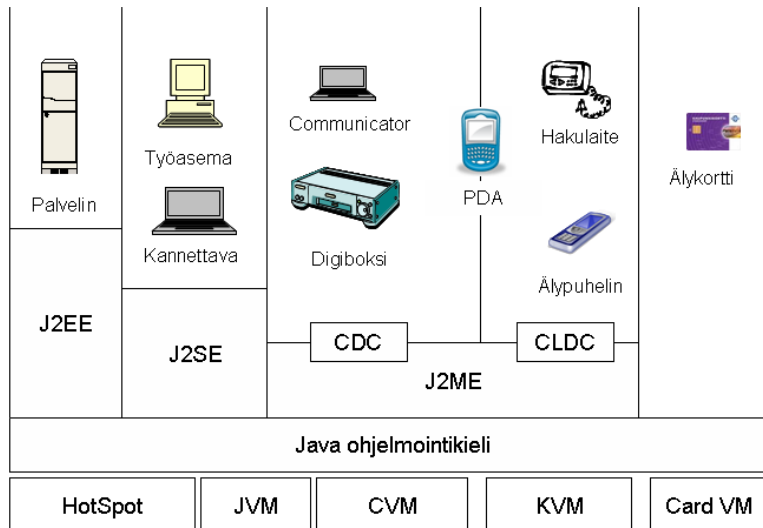 Palvelin
Työasema
Kannettava
Communicator
Digiboksi
PDA
Hakulaite
Älypuhelin
Älykortti
J2EE
J2SE
CDC
CLDC
J2ME
Java ohjelmointikieli
HotSpot
JVM
CVM
KVM
Card VM